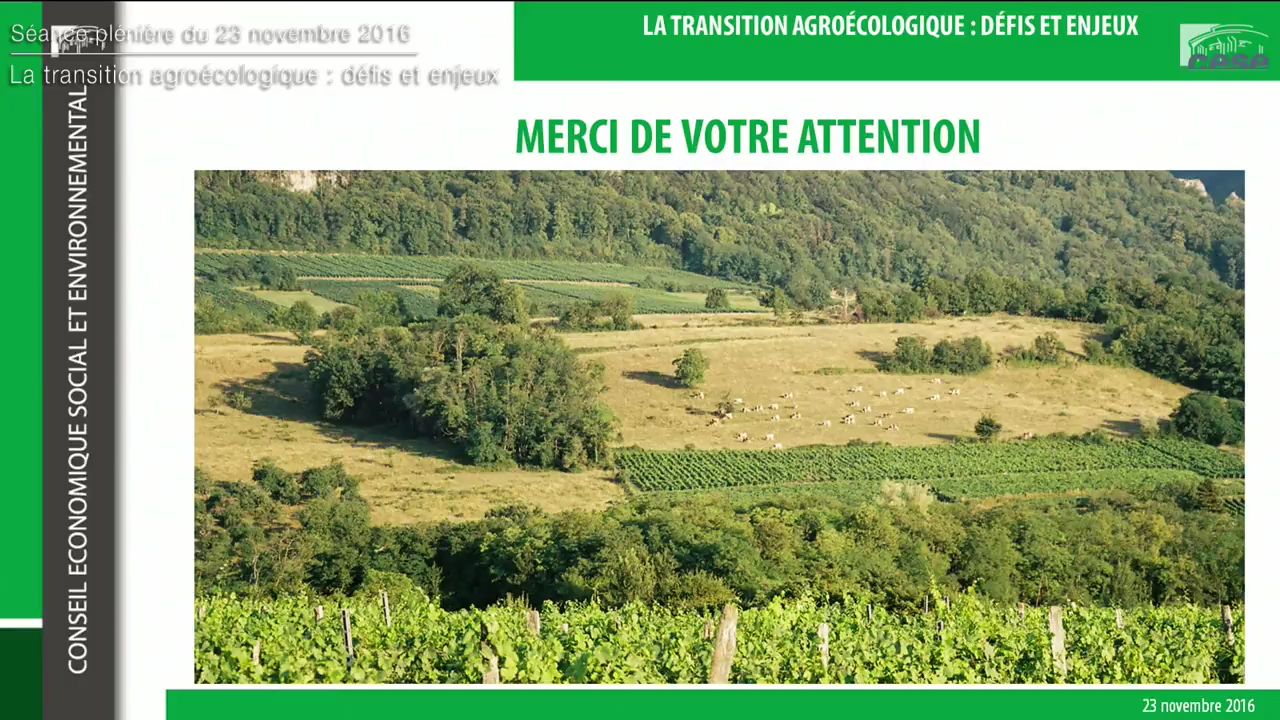 Séance plénière du 23 novembre 2016
La transition agroécologique : défis et enjeux
LA TRANSITION AGROÉCOLOGIQUE : DÉFIS ET ENJEUX
cese
MERCI DE VOTRE ATTENTION
CONSEIL ECONOMIQUE SOCIAL ET ENVIRONNEMENTAL
23 novembre 2016